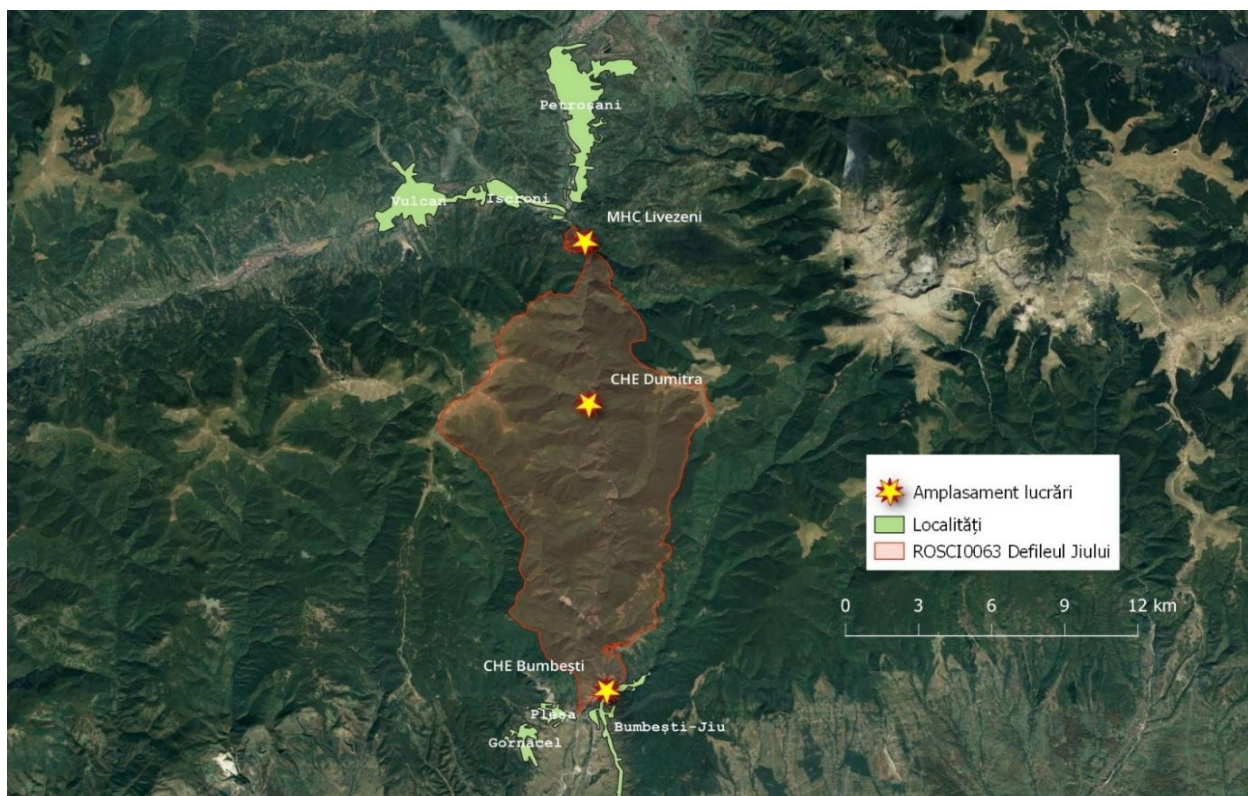 Petroșani
Vulcan
Iscroni
MHC Livezeni
CHE Dumitra
Amplasament lucrări
Localități
ROSCI0063 Defileul Jiului
0 3 6 9 12 km
CHE Bumbești
Pleșa
Bumbești-Jiu
Gornăcel